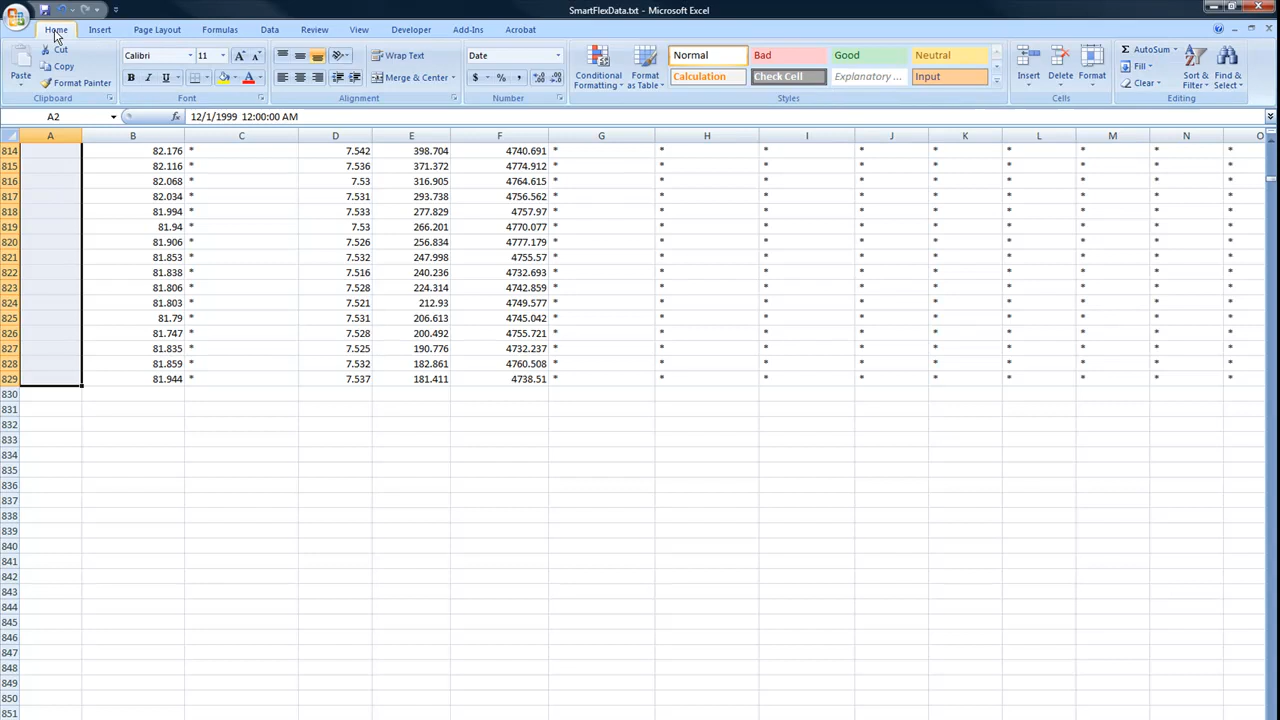 SmartFlexData.txt - Microsoft Excel
Home Insert Page Layout Formulas Data Review View Developer Add-Ins Acrobat
Paste Cut Calibri 11 Wrap Text Date Conditional Formatting Format as Table Normal Bad Good Neutral Insert Delete Format AutoSum Sort & Filter Find & Select
Copy Fill
Format Painter B I U Merge & Center $ % , Calculation Check Cell Explanatory ... Input Clear
Clipboard Font Alignment Number Styles Cells Editing
A2 fx 12/1/1999 12:00:00 AM
A B C D E F G H I J K L M N O
814 82.176 * 7.542 398.704 4740.691 * * * * * * * * *
815 82.116 * 7.536 371.372 4774.912 * * * * * * * * *
816 82.068 * 7.53 316.905 4764.615 * * * * * * * * *
817 82.034 * 7.531 293.738 4756.562 * * * * * * * * *
818 81.994 * 7.533 277.829 4757.97 * * * * * * * * *
819 81.94 * 7.53 266.201 4770.077 * * * * * * * * *
820 81.906 * 7.526 256.834 4777.179 * * * * * * * * *
821 81.853 * 7.532 247.998 4755.57 * * * * * * * * *
822 81.838 * 7.516 240.236 4732.693 * * * * * * * * *
823 81.806 * 7.528 224.314 4742.859 * * * * * * * * *
824 81.803 * 7.521 212.93 4749.577 * * * * * * * * *
825 81.79 * 7.531 206.613 4745.042 * * * * * * * * *
826 81.747 * 7.528 200.492 4755.721 * * * * * * * * *
827 81.835 * 7.525 190.776 4732.237 * * * * * * * * *
828 81.859 * 7.532 182.861 4760.508 * * * * * * * * *
829 81.944 * 7.537 181.411 4738.51 * * * * * * * * *
830
831
832
833
834
835
836
837
838
839
840
841
842
843
844
845
846
847
848
849
850
851